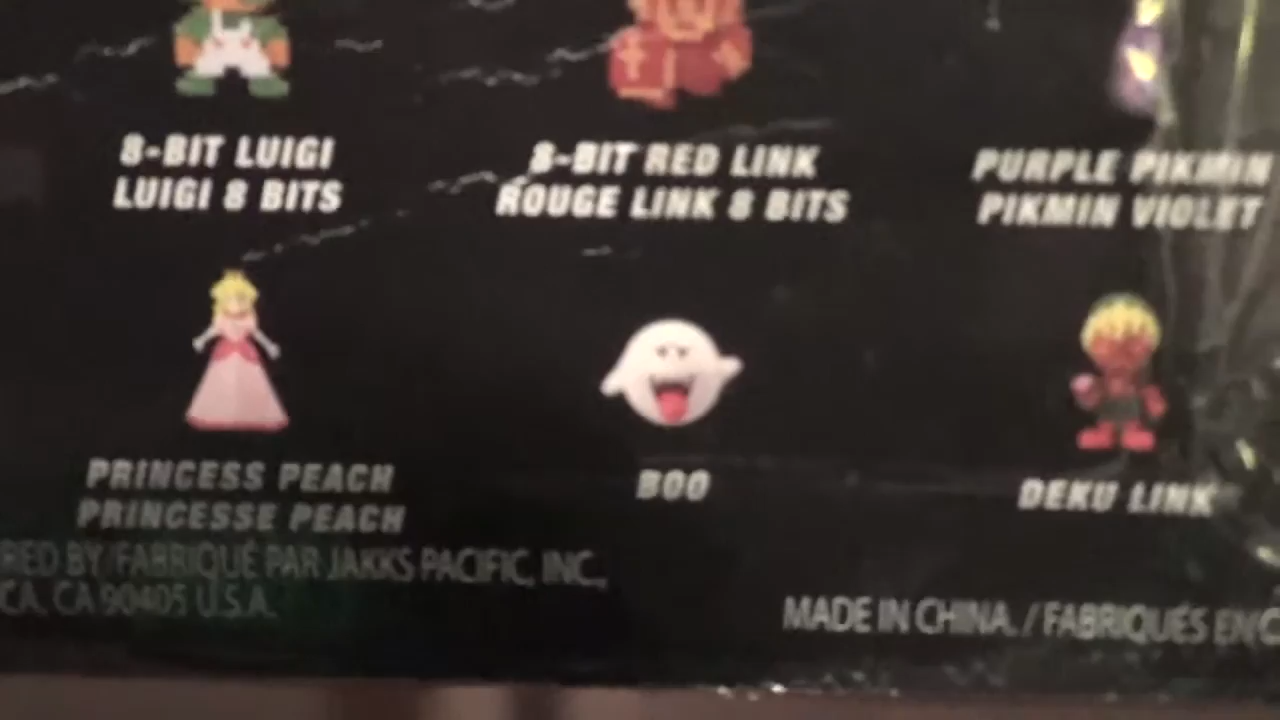 8-BIT LUIGI
LUIGI 8 BITS
8-BIT RED LINK
ROUGE LINK 8 BITS
PURPLE PIKMIN
PIKMIN VIOLET
PRINCESS PEACH
PRINCESSE PEACH
BOO
DEKU LINK
RED BY/FABRIQUÉ PAR JAKKS PACIFIC, INC.,
CA, CA 90405 U.S.A.
MADE IN CHINA. / FABRIQUÉS EN C